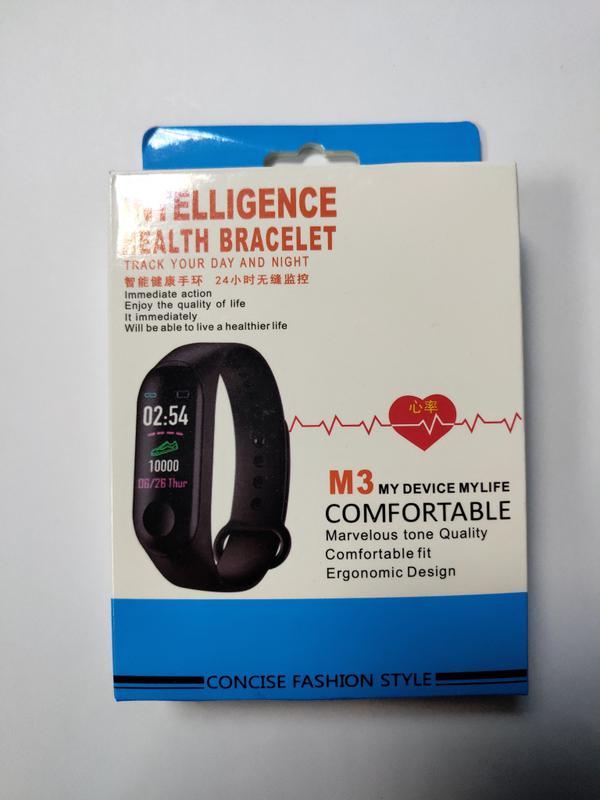 INTELLIGENCE
HEALTH BRACELET
TRACK YOUR DAY AND NIGHT
智能健康手环 24小时无缝监控
Immediate action
Enjoy the quality of life
It immediately
Will be able to live a healthier life
02:54
10000
06/26 Thur
心率
M3 MY DEVICE MYLIFE
COMFORTABLE
Marvelous tone Quality
Comfortable fit
Ergonomic Design
CONCISE FASHION STYLE